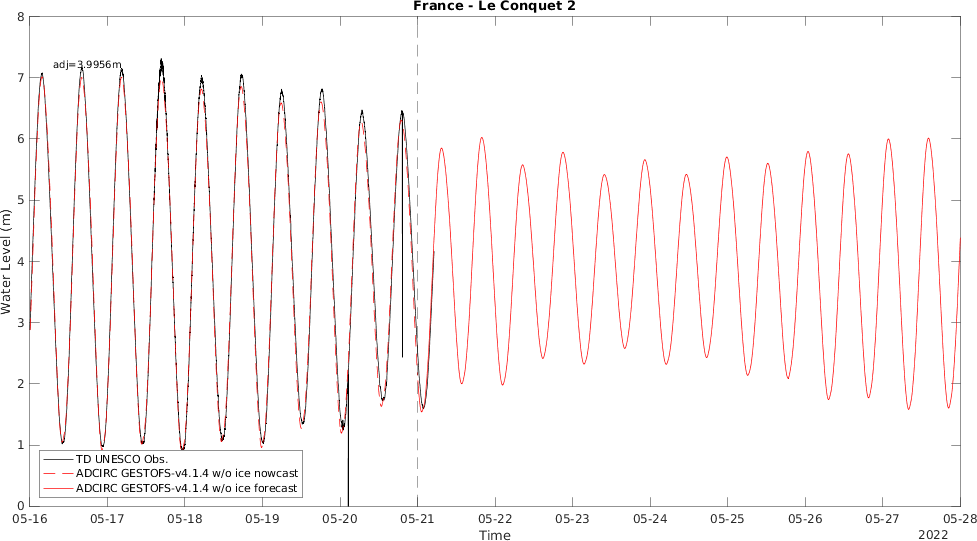 France - Le Conquet 2
8
adj=3.9956m
7
6
5
4
3
2
1
0
Water Level (m)
TD UNESCO Obs.
ADCIRC GESTOFS-v4.1.4 w/o ice nowcast
ADCIRC GESTOFS-v4.1.4 w/o ice forecast
05-16 05-17 05-18 05-19 05-20 05-21 05-22 05-23 05-24 05-25 05-26 05-27 05-28
Time
2022